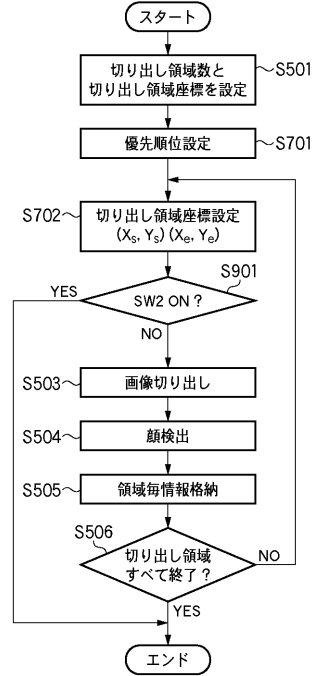 スタート
切り出し領域数と
切り出し領域座標を設定
S501
優先順位設定
S701
S702
切り出し領域座標設定
(Xs, Ys) (Xe, Ye)
S901
YES
SW2 ON ?
NO
S503
画像切り出し
S504
顔検出
S505
領域毎情報格納
S506
切り出し領域
すべて終了？
NO
YES
エンド